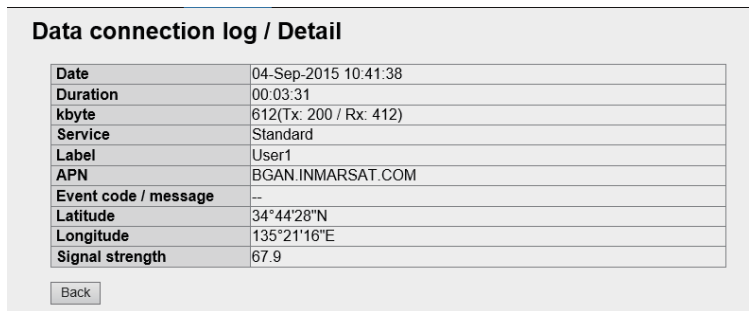 Data connection log / Detail
Date 04-Sep-2015 10:41:38
Duration 00:03:31
kbyte 612(Tx: 200 / Rx: 412)
Service Standard
Label User1
APN BGAN.INMARSAT.COM
Event code / message --
Latitude 34°44'28"N
Longitude 135°21'16"E
Signal strength 67.9
Back